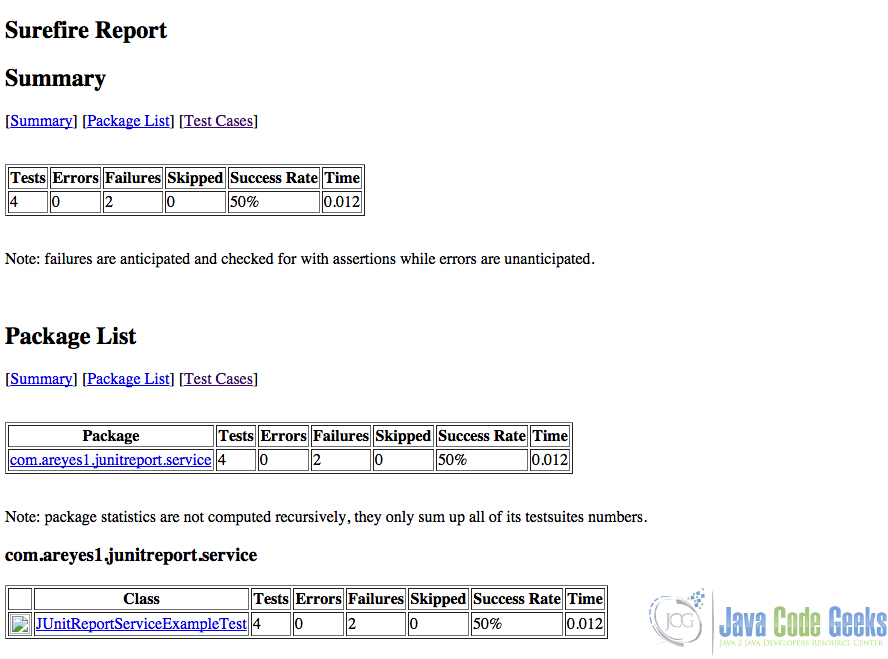 Surefire Report
Summary
[Summary] [Package List] [Test Cases]
Tests Errors Failures Skipped Success Rate Time
4 0 2 0 50% 0.012
Note: failures are anticipated and checked for with assertions while errors are unanticipated.
Package List
[Summary] [Package List] [Test Cases]
Package Tests Errors Failures Skipped Success Rate Time
com.areyes1.junitreport.service 4 0 2 0 50% 0.012
Note: package statistics are not computed recursively, they only sum up all of its testsuites numbers.
com.areyes1.junitreport.service
Class Tests Errors Failures Skipped Success Rate Time
JUnitReportServiceExampleTest 4 0 2 0 50% 0.012
JCG
Java Code Geeks
Java 2 Java Developers Resource Center